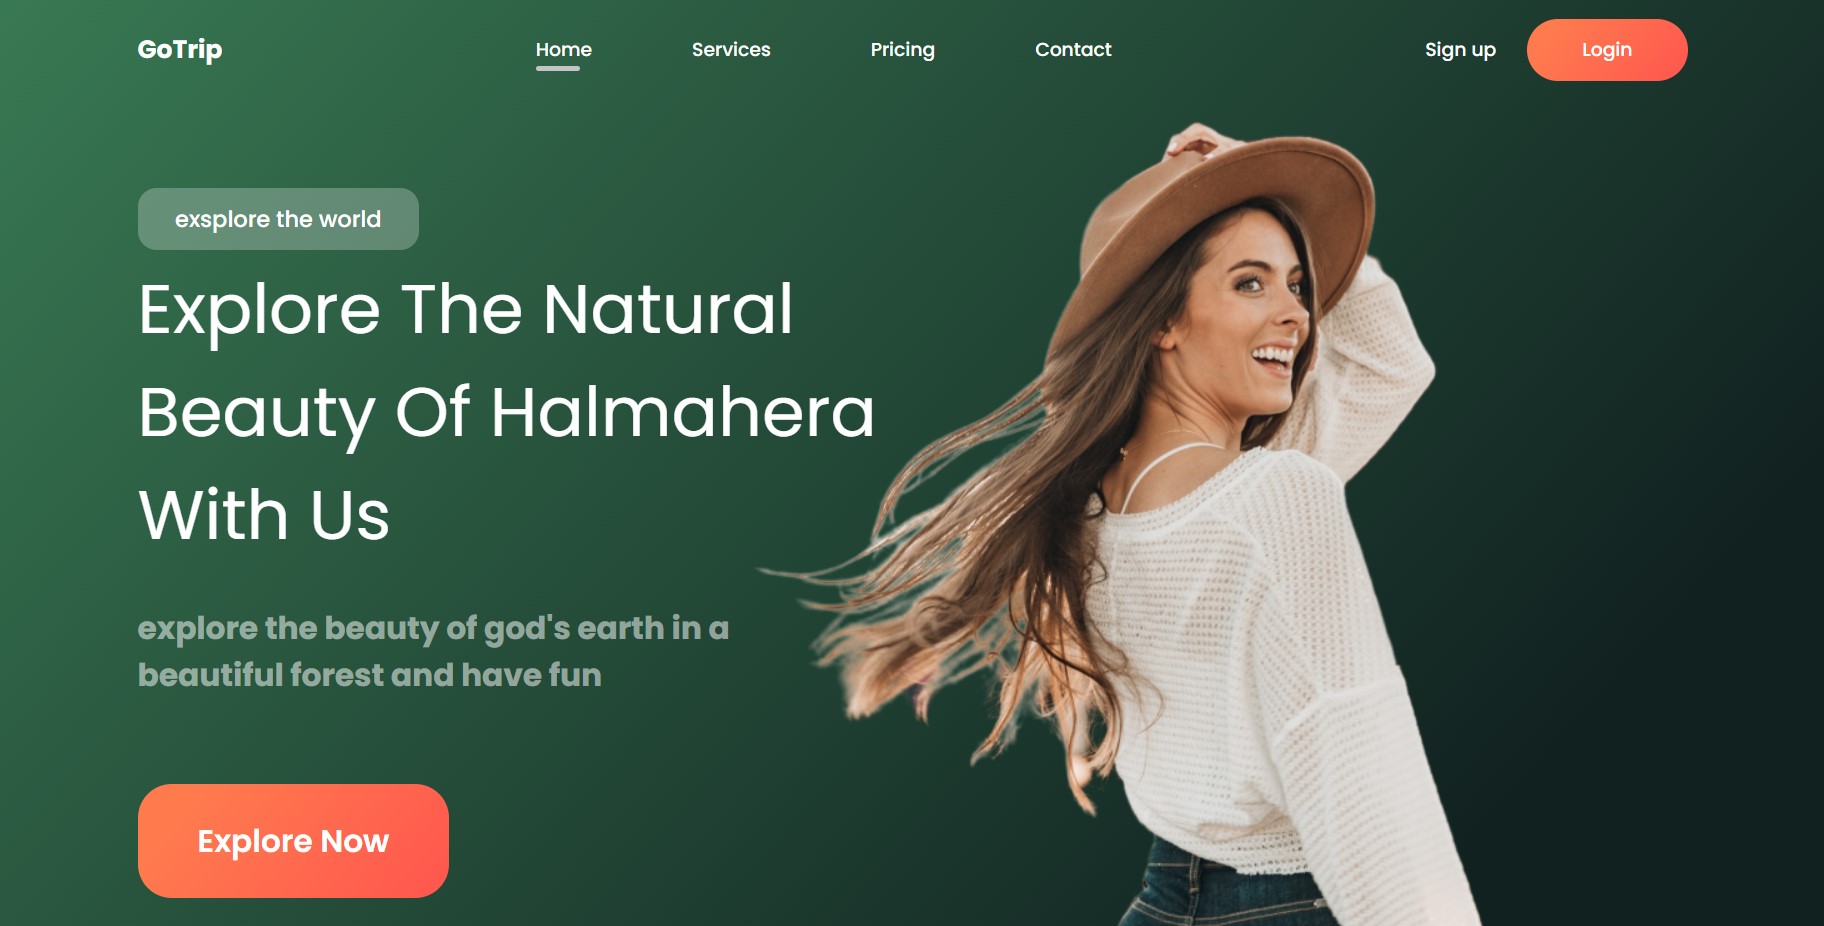 GoTrip
Home
Services
Pricing
Contact
Sign up
Login
exsplore the world
Explore The Natural
Beauty Of Halmahera
With Us
explore the beauty of god's earth in a
beautiful forest and have fun
Explore Now